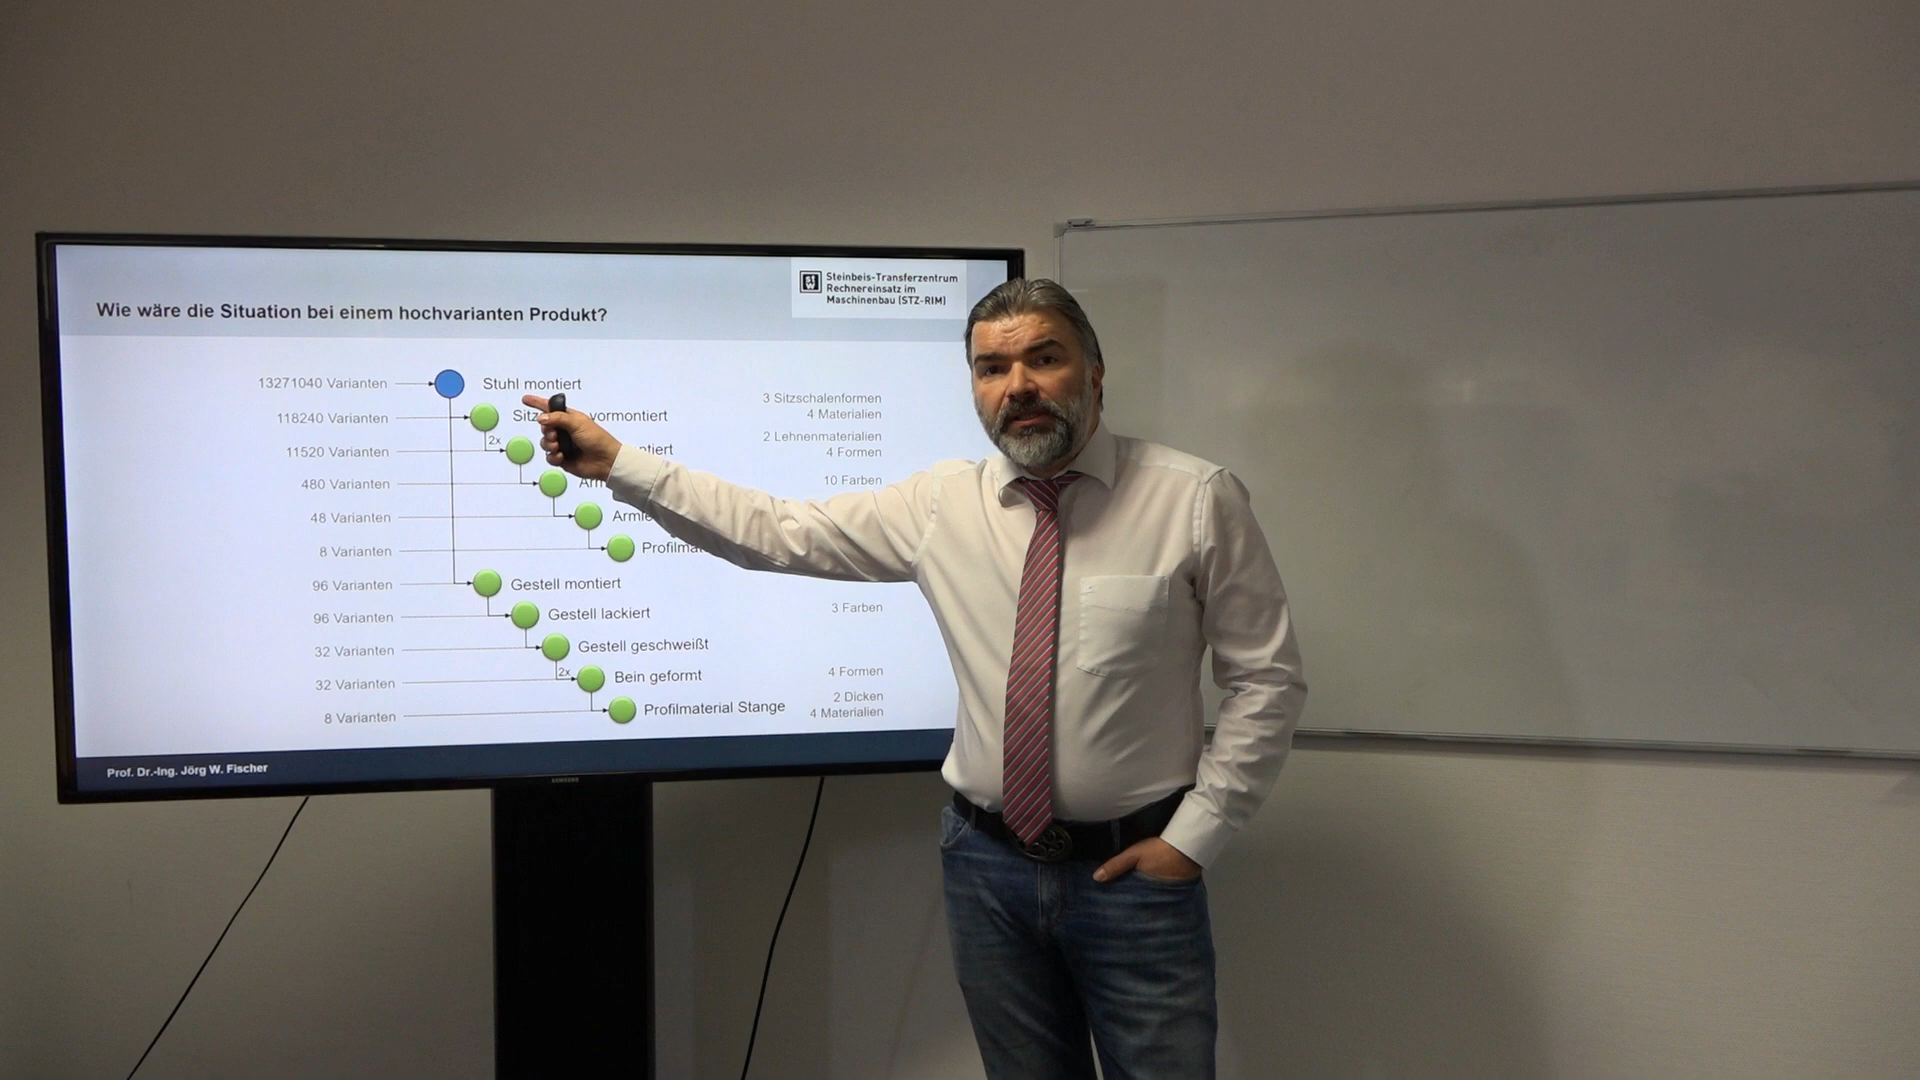 Steinbeis-Transferzentrum
Rechnereinsatz im
Maschinenbau (STZ-RIM)
Wie wäre die Situation bei einem hochvarianten Produkt?
13271040 Varianten Stuhl montiert
3 Sitzschalenformen
118240 Varianten vormontiert 4 Materialien
2x
2 Lehnenmaterialien
11520 Varianten 4 Formen
480 Varianten 10 Farben
48 Varianten
8 Varianten
96 Varianten Gestell montiert
96 Varianten Gestell lackiert 3 Farben
32 Varianten Gestell geschweißt
2x
32 Varianten Bein geformt 4 Formen
2 Dicken
8 Varianten Profilmaterial Stange 4 Materialien
Prof. Dr.-Ing. Jörg W. Fischer
SAMSUNG